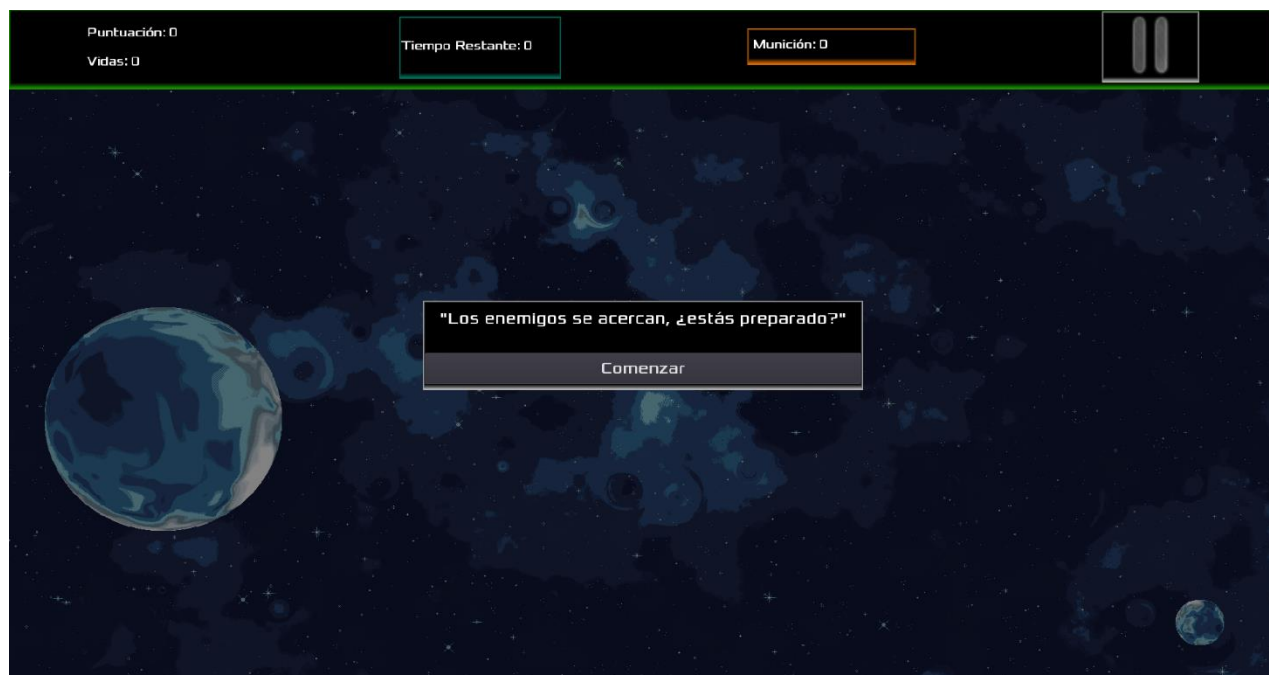 Puntuación: 0
Vidas: 0
Tiempo Restante: 0
Munición: 0
"Los enemigos se acercan, ¿estás preparado?"
Comenzar